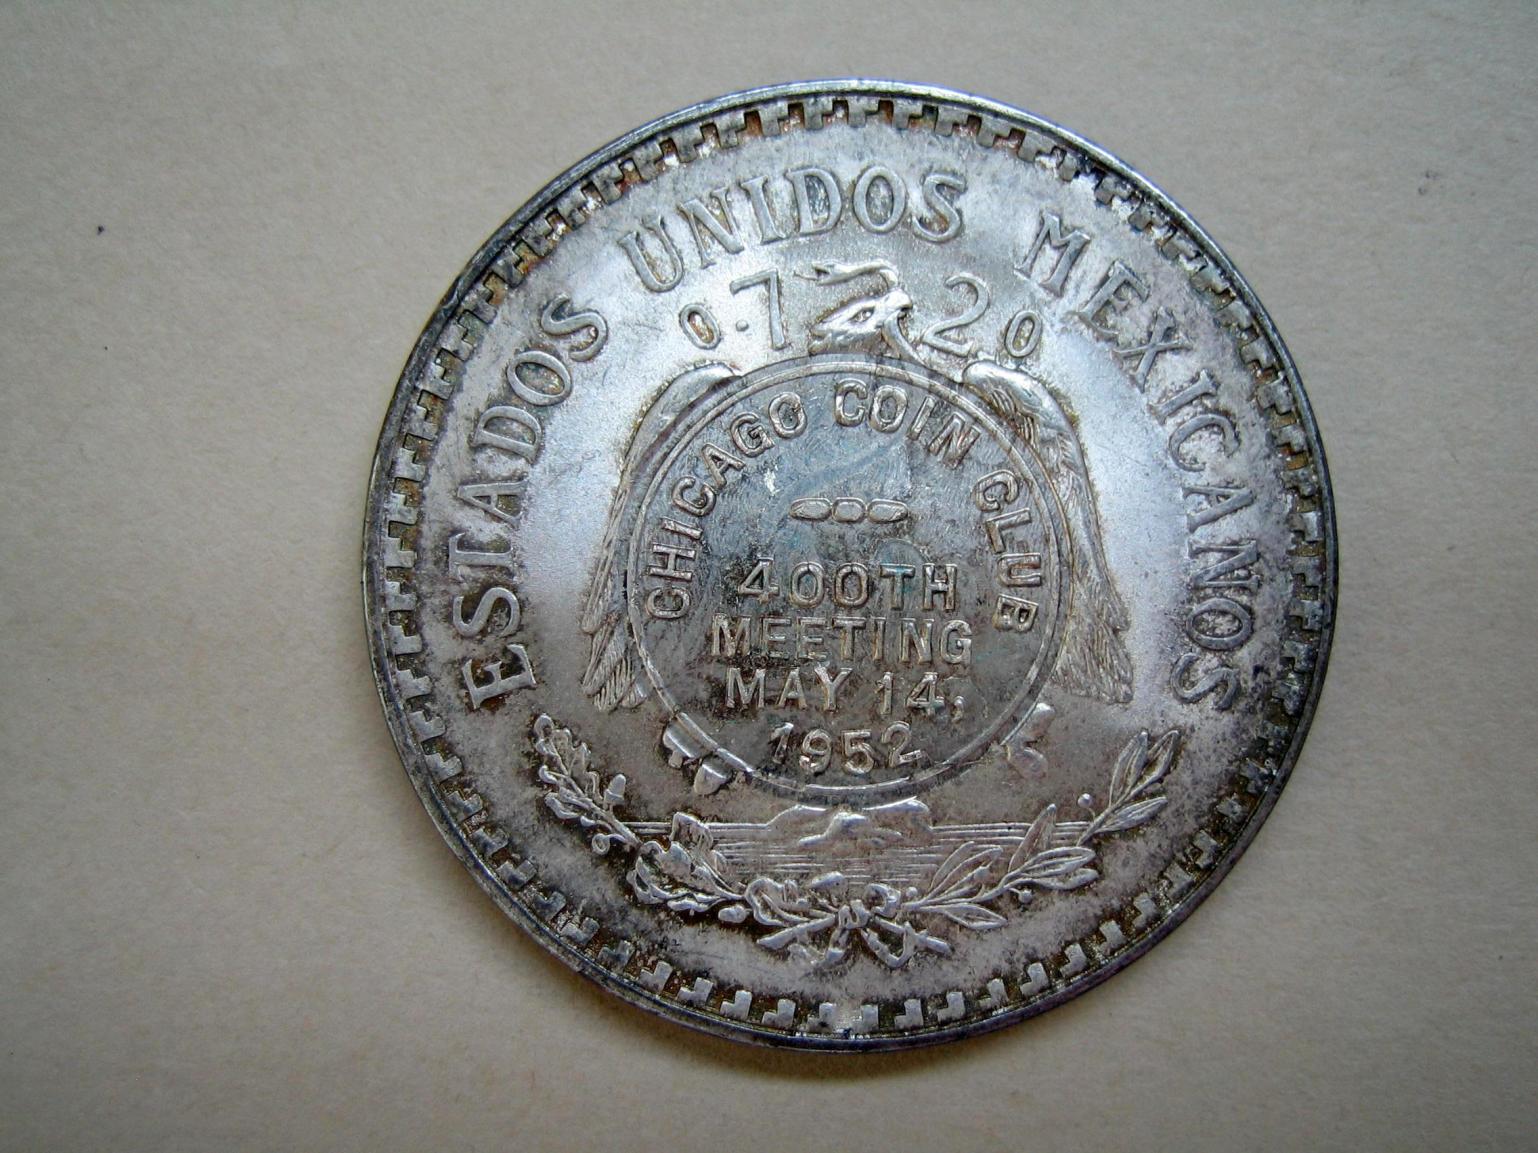 ESTADOS UNIDOS MEXICANOS
0.720
CHICAGO COIN CLUB
400TH
MEETING
MAY 14,
1952